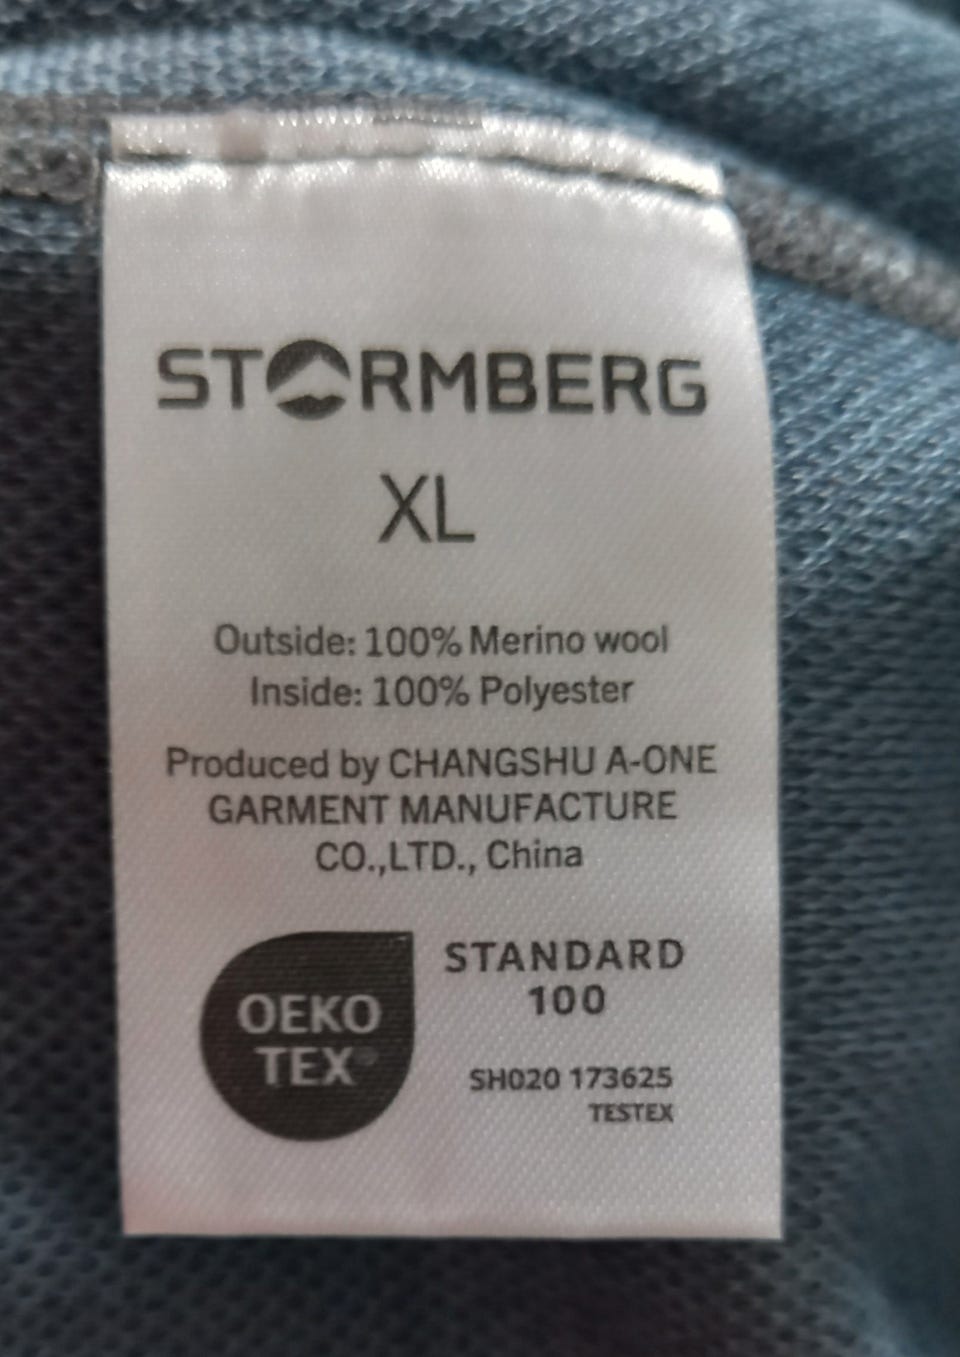 STORMBERG
XL
Outside: 100% Merino wool
Inside: 100% Polyester
Produced by CHANGSHU A-ONE
GARMENT MANUFACTURE
CO.,LTD., China
OEKO
TEX®
STANDARD
100
SH020 173625
TESTEX